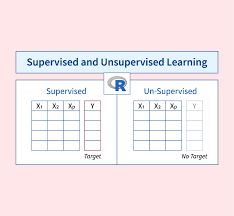 Supervised and Unsupervised Learning
R
Supervised
X₁ X₂ Xₚ Y
Target
Un-Supervised
X₁ X₂ Xₚ Y
No Target